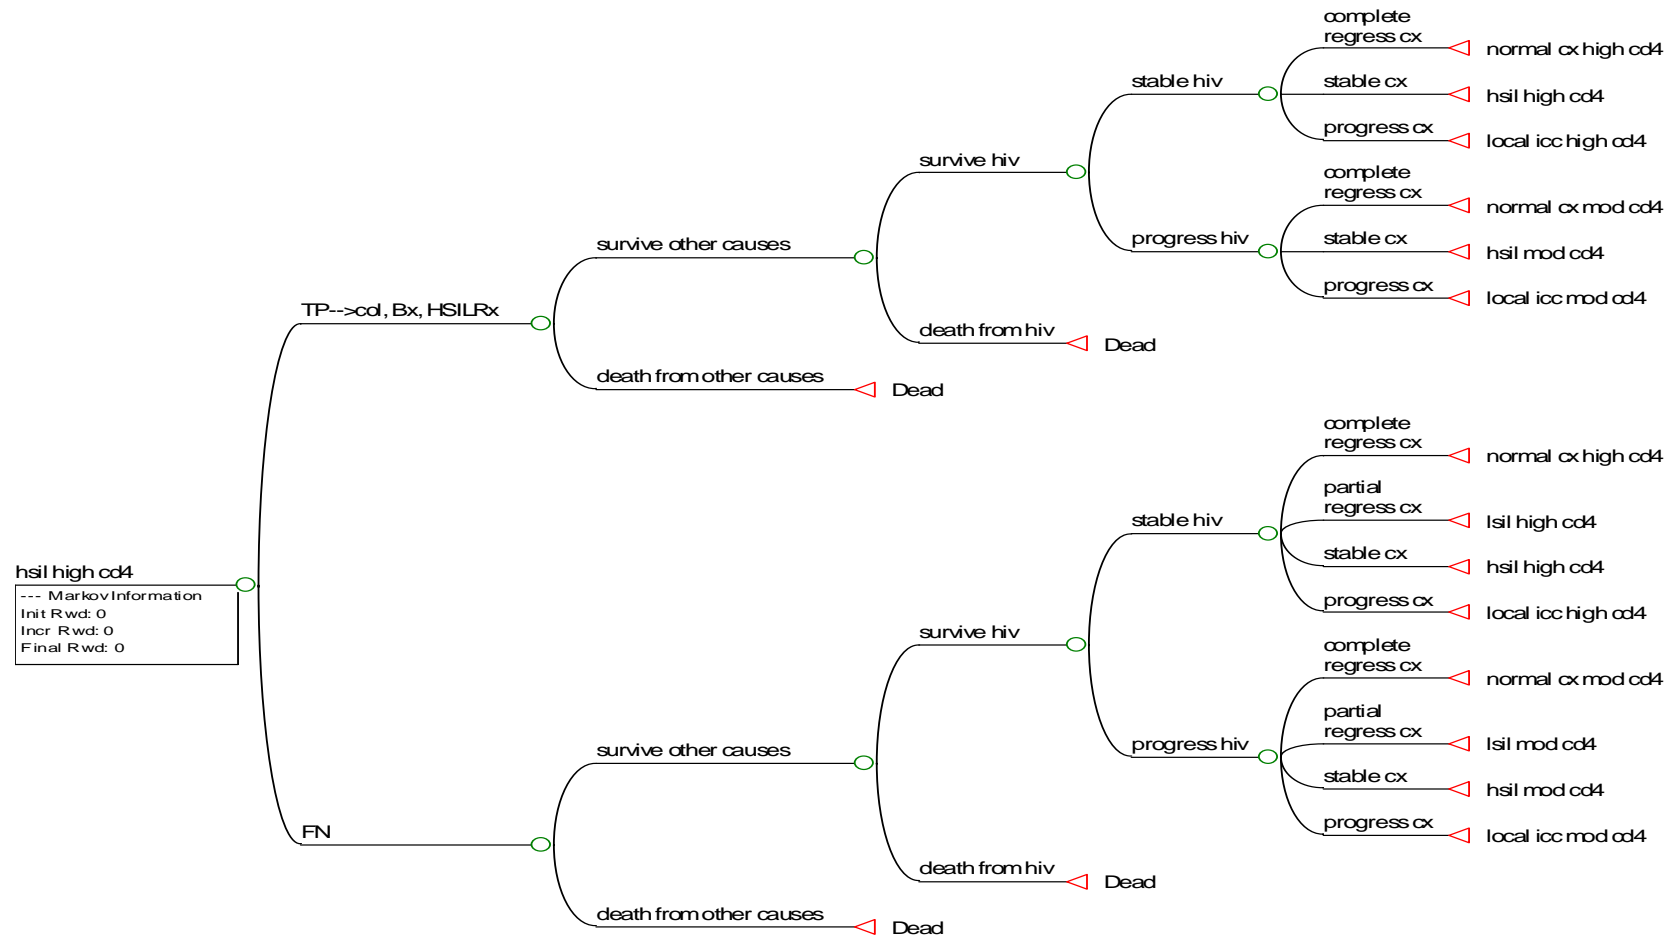 complete
regress cx
normal cx high cd4
stable hiv
stable cx
hsil high cd4
progress cx
local icc high cd4
survive hiv
complete
regress cx
normal cx mod cd4
progress hiv
stable cx
hsil mod cd4
progress cx
local icc mod cd4
survive other causes
TP-->col, Bx, HSILRx
death from hiv
Dead
death from other causes
Dead
complete
regress cx
normal cx high cd4
partial
regress cx
lsil high cd4
stable hiv
stable cx
hsil high cd4
progress cx
local icc high cd4
hsil high cd4
--- Markov Information
Init Rwd: 0
Incr Rwd: 0
Final Rwd: 0
survive hiv
complete
regress cx
normal cx mod cd4
partial
regress cx
lsil mod cd4
progress hiv
stable cx
hsil mod cd4
progress cx
local icc mod cd4
survive other causes
FN
death from hiv
Dead
death from other causes
Dead